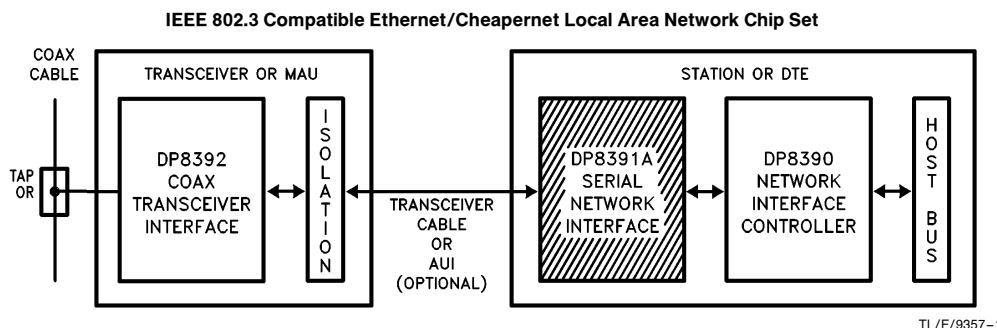 IEEE 802.3 Compatible Ethernet/Cheapernet Local Area Network Chip Set
COAX
CABLE
TAP
OR
TRANSCEIVER OR MAU
DP8392
COAX
TRANSCEIVER
INTERFACE
ISOLATION
TRANSCEIVER
CABLE
OR
AUI
(OPTIONAL)
STATION OR DTE
DP8391A
SERIAL
NETWORK
INTERFACE
DP8390
NETWORK
INTERFACE
CONTROLLER
HOST BUS